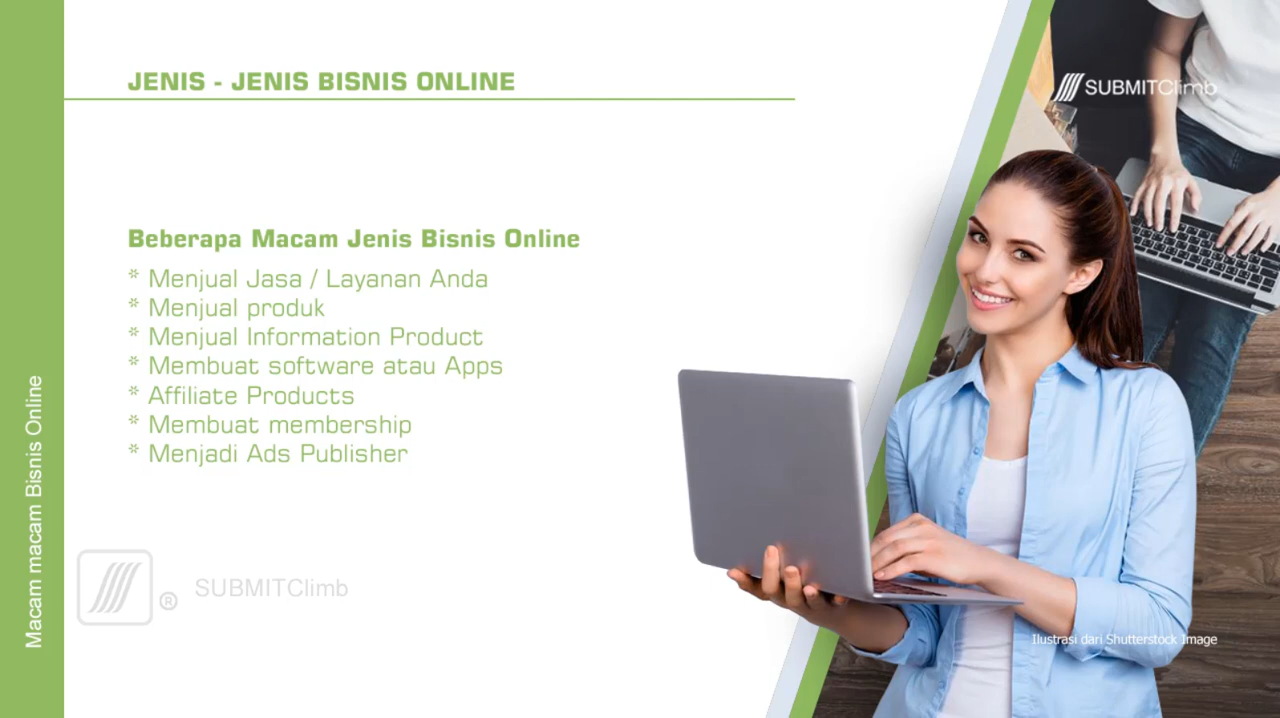 JENIS - JENIS BISNIS ONLINE
SUBMITClimb
Beberapa Macam Jenis Bisnis Online
* Menjual Jasa / Layanan Anda
* Menjual produk
* Menjual Information Product
* Membuat software atau Apps
* Affiliate Products
* Membuat membership
* Menjadi Ads Publisher
Macam macam Bisnis Online
® SUBMITClimb
Ilustrasi dari Shutterstock Image